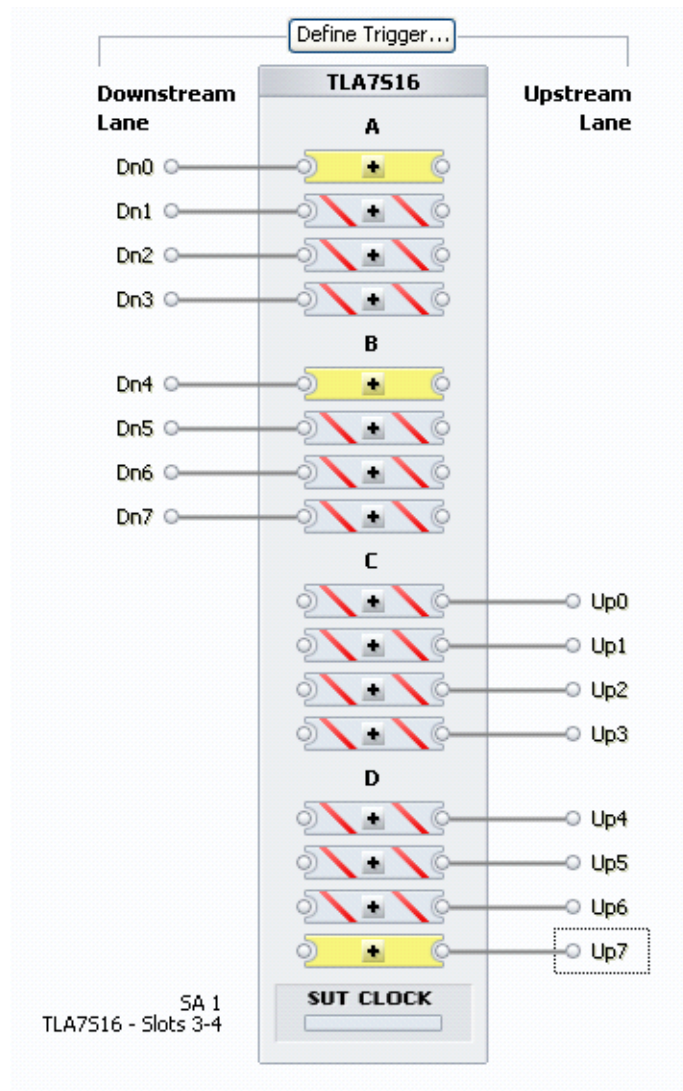 Define Trigger...
TLA7S16
Downstream
Lane
Upstream
Lane
A
Dn0
Dn1
Dn2
Dn3
B
Dn4
Dn5
Dn6
Dn7
C
Up0
Up1
Up2
Up3
D
Up4
Up5
Up6
Up7
SUT CLOCK
SA 1
TLA7S16 - Slots 3-4